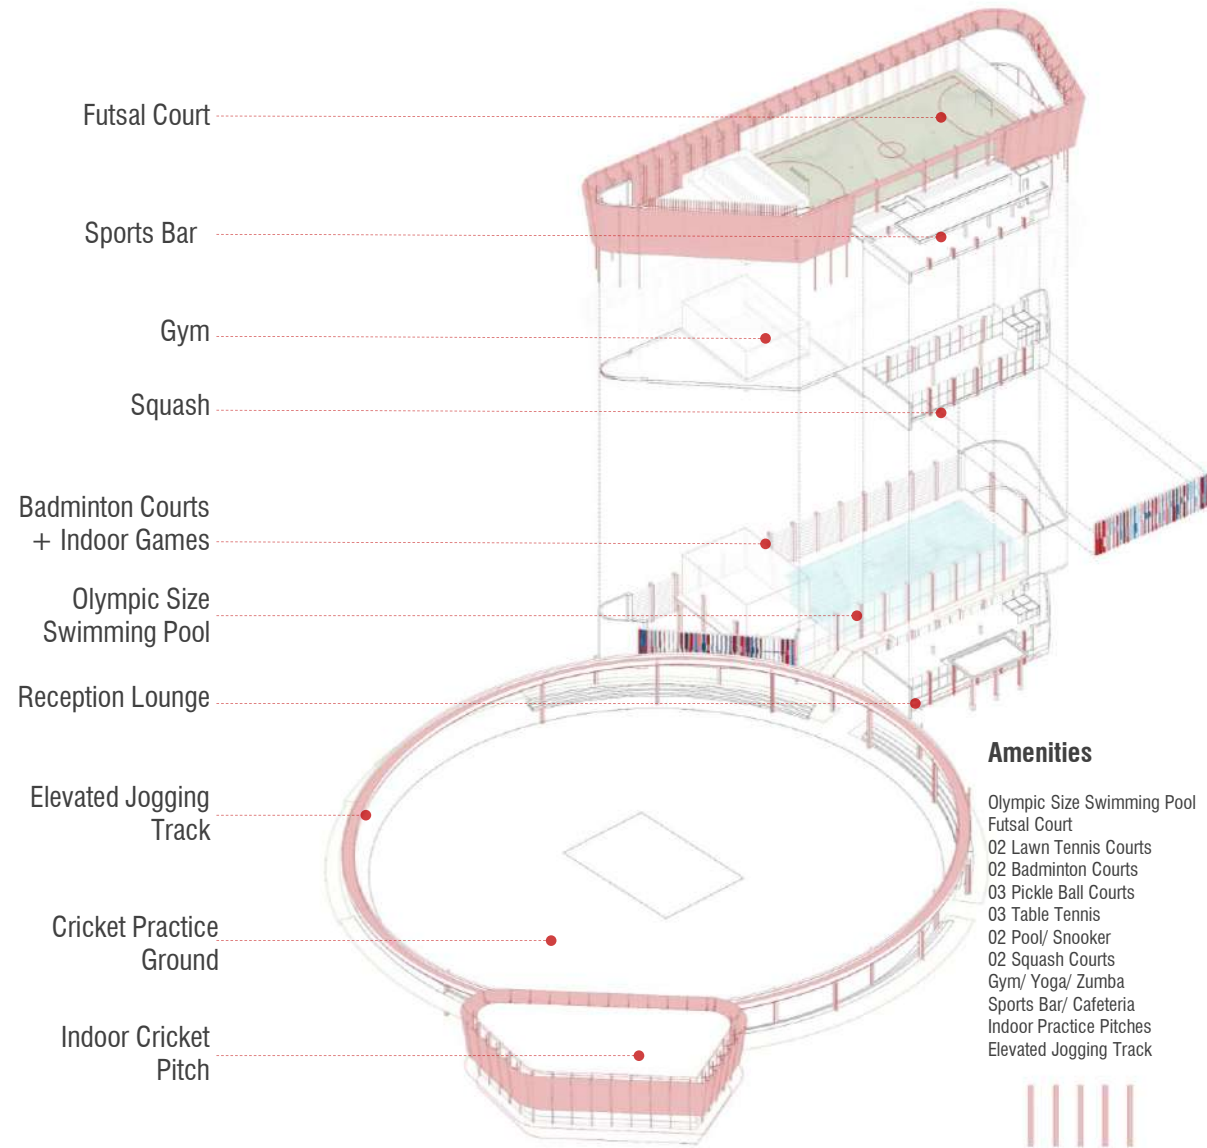 Futsal Court
Sports Bar
Gym
Squash
Badminton Courts
+ Indoor Games
Olympic Size
Swimming Pool
Reception Lounge
Elevated Jogging
Track
Cricket Practice
Ground
Indoor Cricket
Pitch
Amenities
Olympic Size Swimming Pool
Futsal Court
02 Lawn Tennis Courts
02 Badminton Courts
03 Pickle Ball Courts
03 Table Tennis
02 Pool/ Snooker
02 Squash Courts
Gym/ Yoga/ Zumba
Sports Bar/ Cafeteria
Indoor Practice Pitches
Elevated Jogging Track